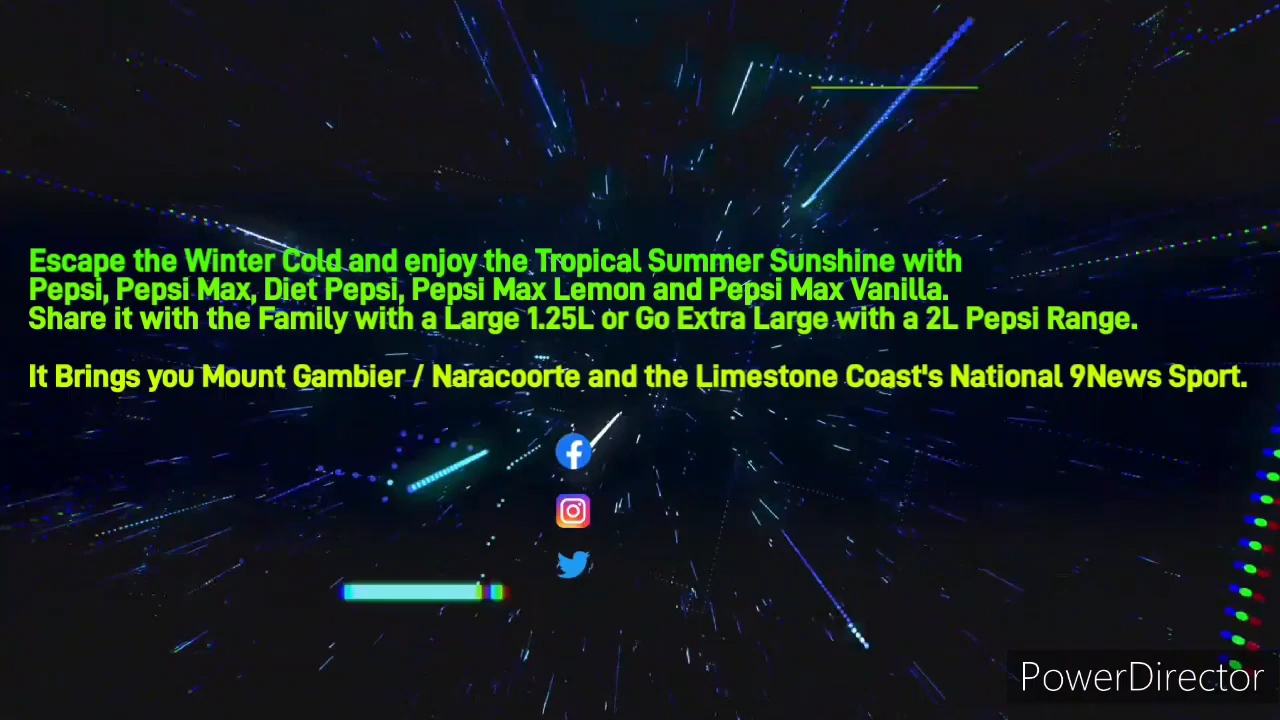 Escape the Winter Cold and enjoy the Tropical Summer Sunshine with
Pepsi, Pepsi Max, Diet Pepsi, Pepsi Max Lemon and Pepsi Max Vanilla.
Share it with the Family with a Large 1.25L or Go Extra Large with a 2L Pepsi Range.
It Brings you Mount Gambier / Naracoorte and the Limestone Coast's National 9News Sport.
PowerDirector